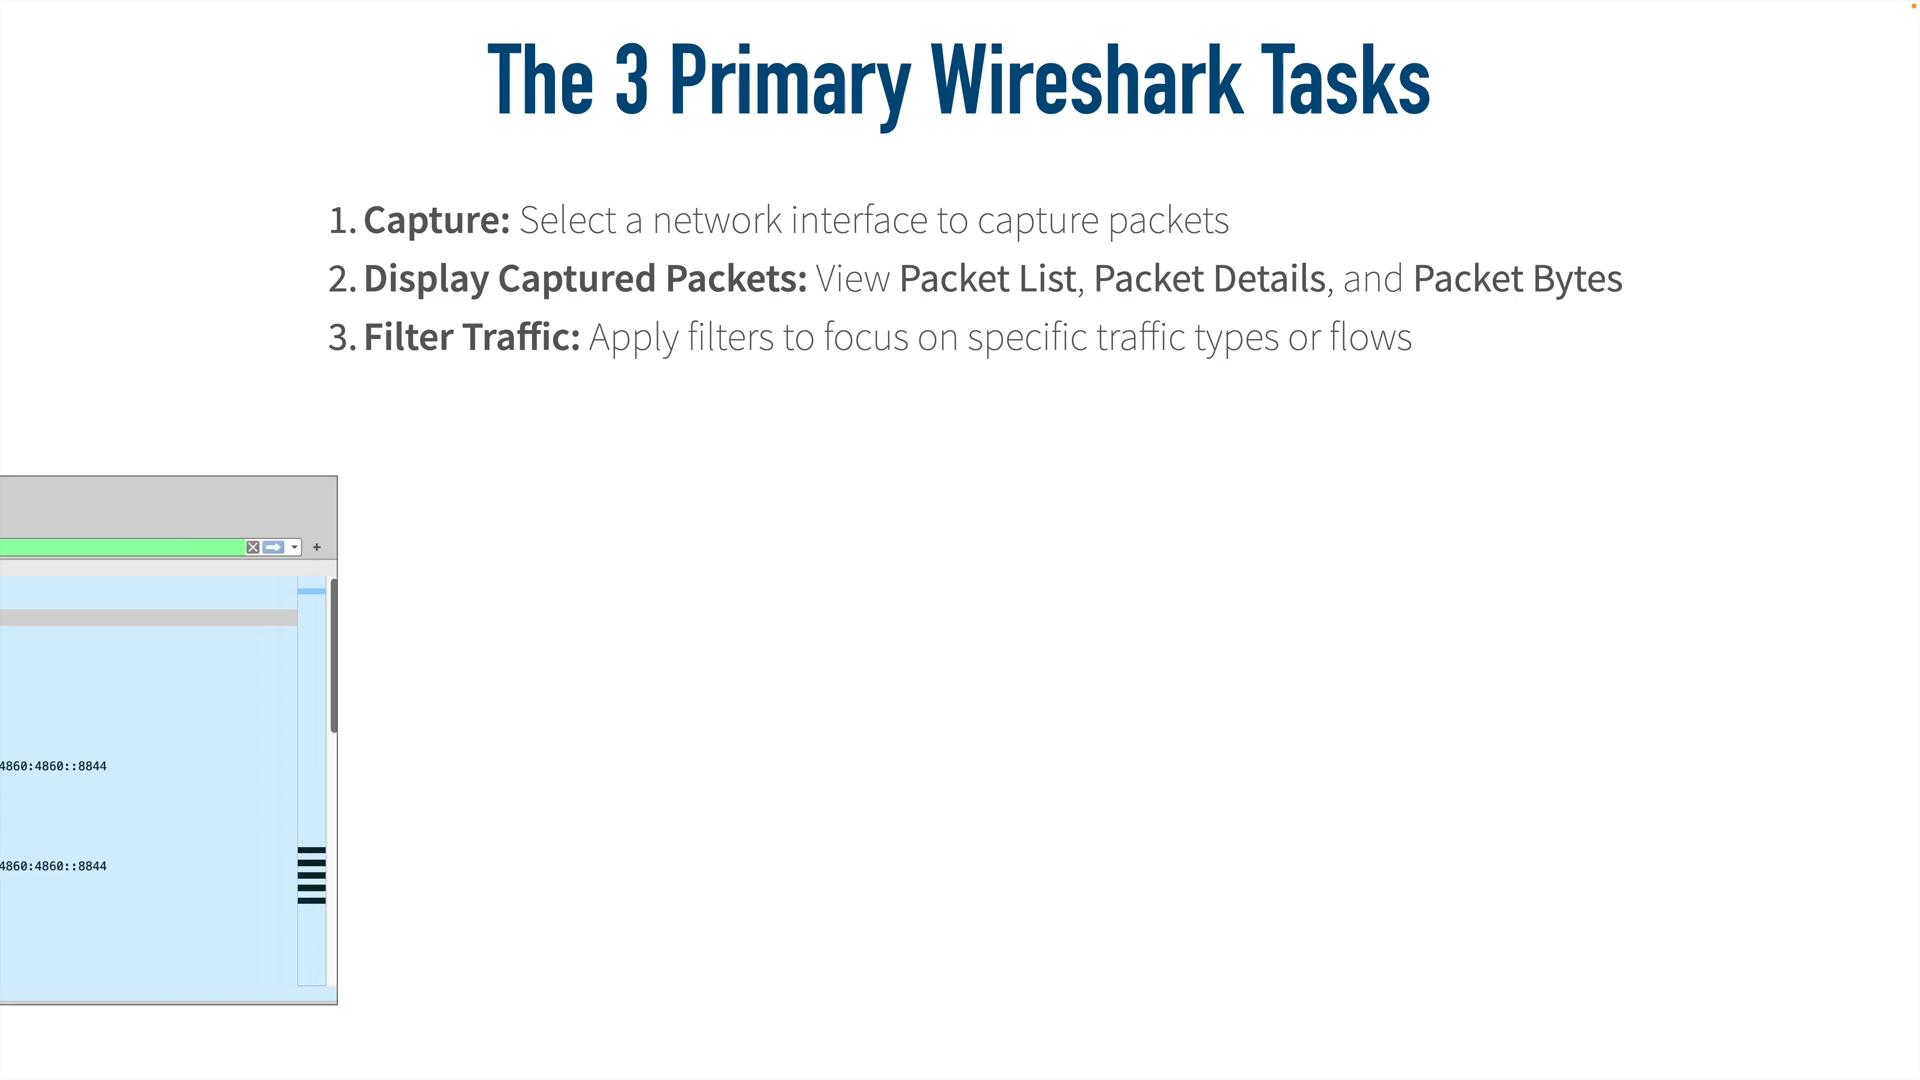 The 3 Primary Wireshark Tasks
1. Capture: Select a network interface to capture packets
2. Display Captured Packets: View Packet List, Packet Details, and Packet Bytes
3. Filter Traffic: Apply filters to focus on specific traffic types or flows
+
4860:4860::8844
4860:4860::8844